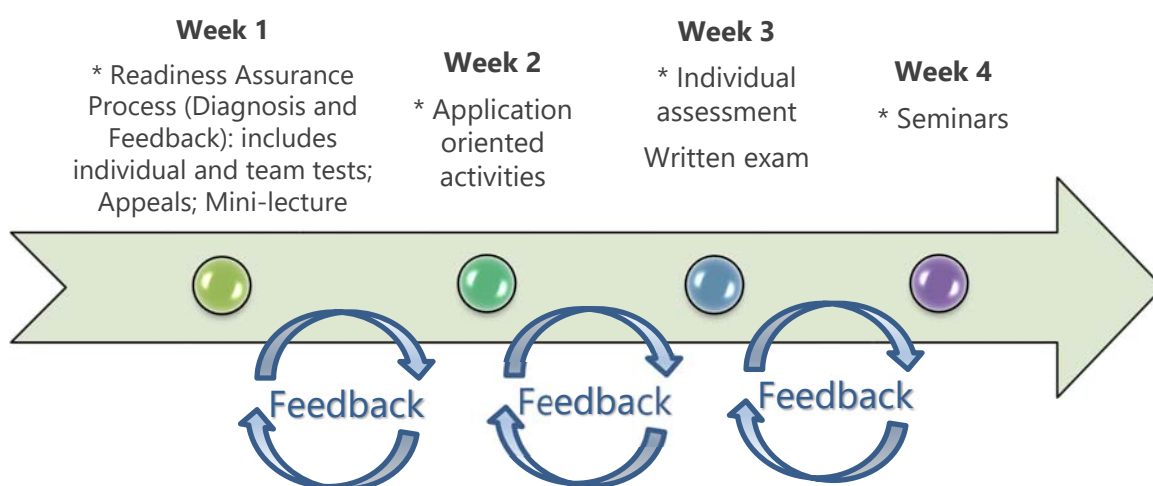 Week 1
* Readiness Assurance
Process (Diagnosis and
Feedback): includes
individual and team tests;
Appeals; Mini-lecture
Week 2
* Application
oriented
activities
Week 3
* Individual
assessment
Written exam
Week 4
* Seminars
Feedback
Feedback
Feedback